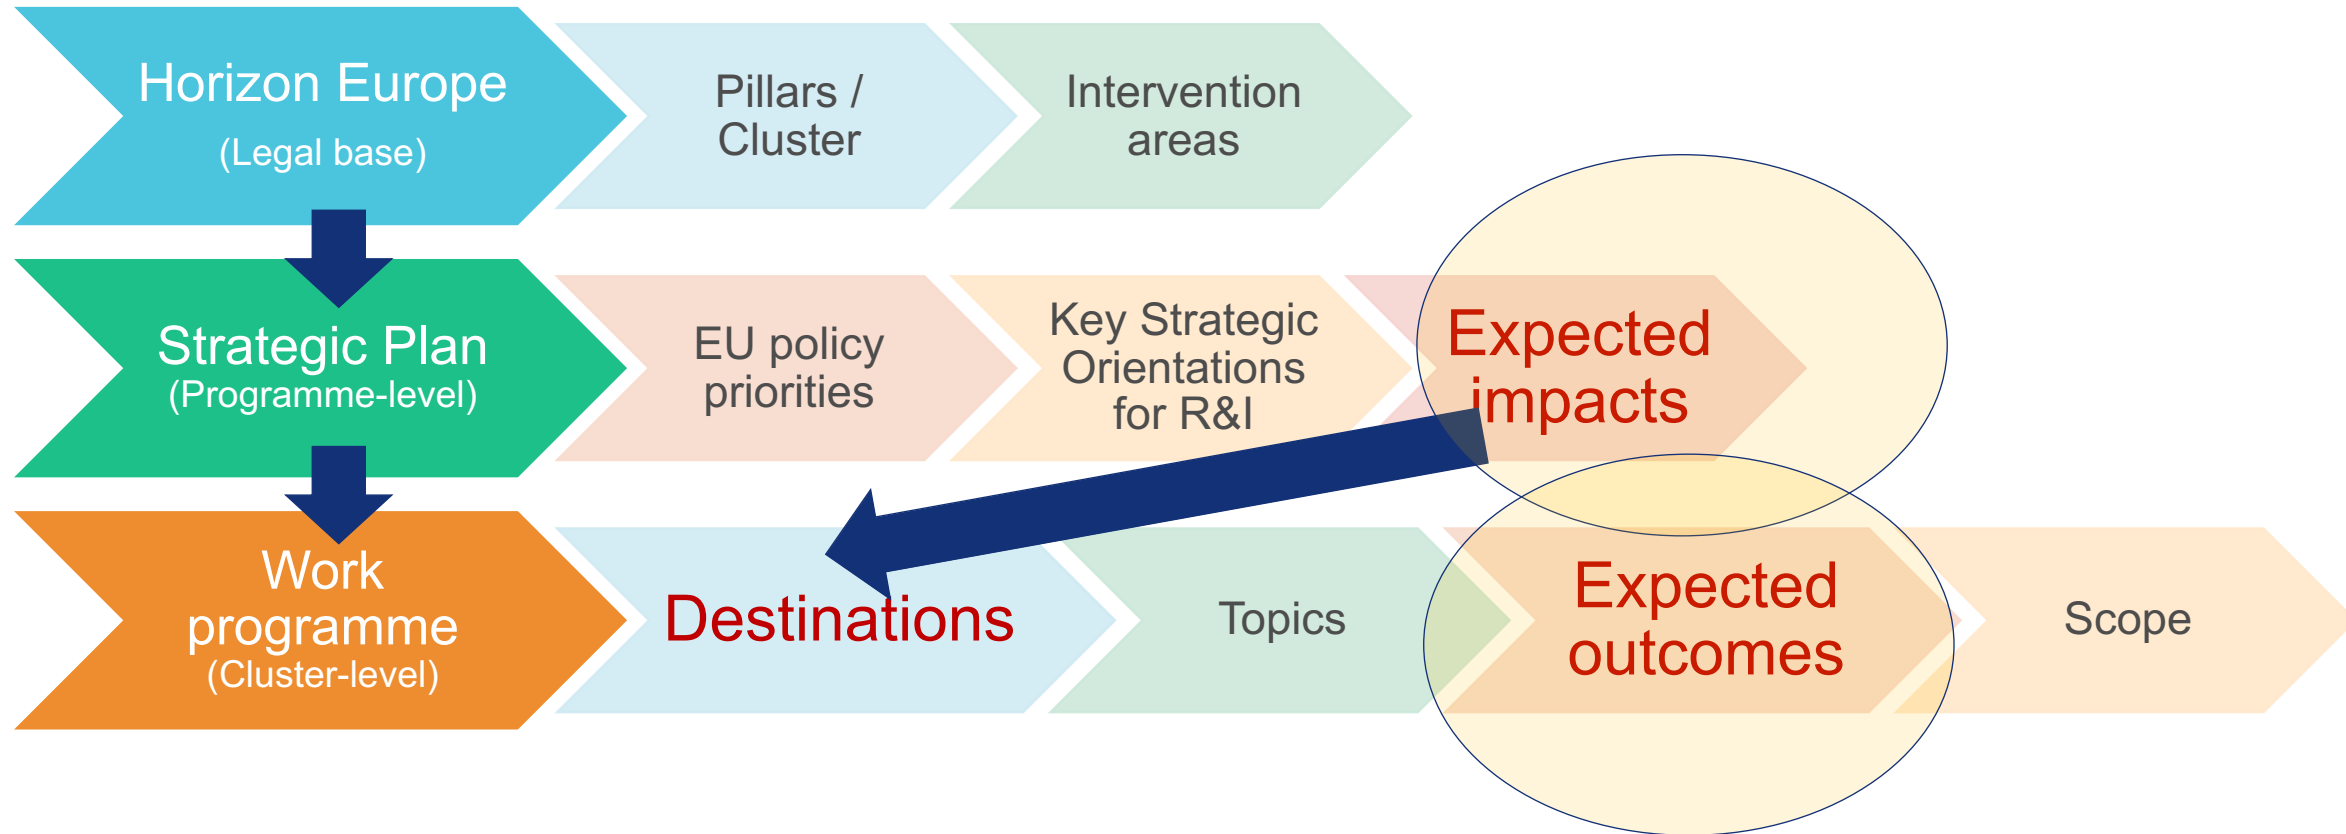 Horizon Europe
(Legal base)
Pillars /
Cluster
Intervention
areas
Strategic Plan
(Programme-level)
EU policy
priorities
Key Strategic
Orientations
for R&I
Expected
impacts
Work
programme
(Cluster-level)
Destinations
Topics
Expected
outcomes
Scope